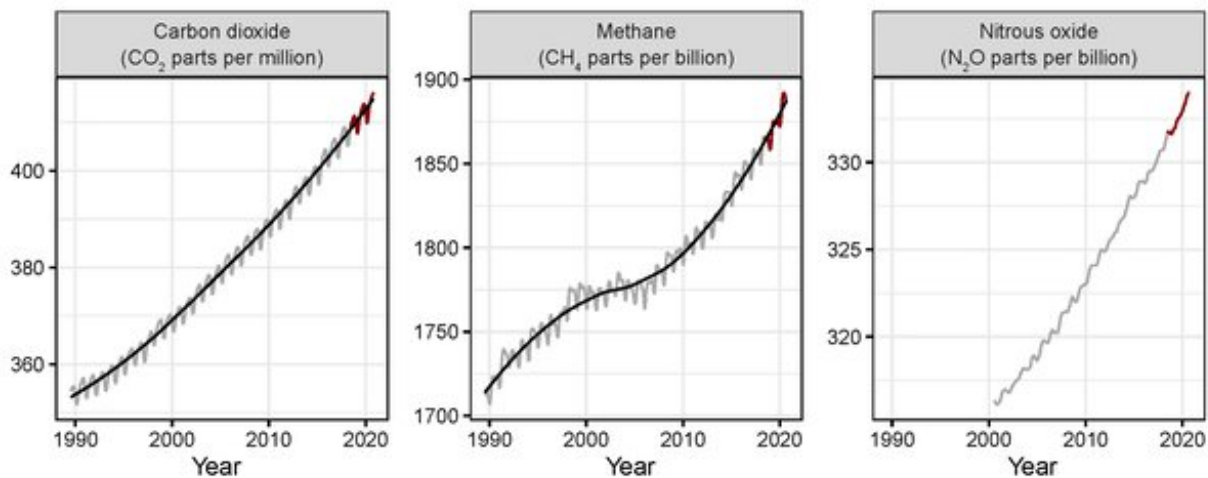 Carbon dioxide
(CO₂ parts per million)
400
380
360
1990 2000 2010 2020
Year
Methane
(CH₄ parts per billion)
1900
1850
1800
1750
1700
1990 2000 2010 2020
Year
Nitrous oxide
(N₂O parts per billion)
330
325
320
1990 2000 2010 2020
Year